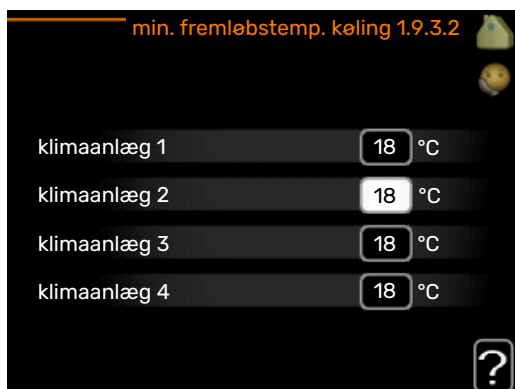 min. fremløbstemp. køling 1.9.3.2
klimaanlæg 1 18 °C
klimaanlæg 2 18 °C
klimaanlæg 3 18 °C
klimaanlæg 4 18 °C
?